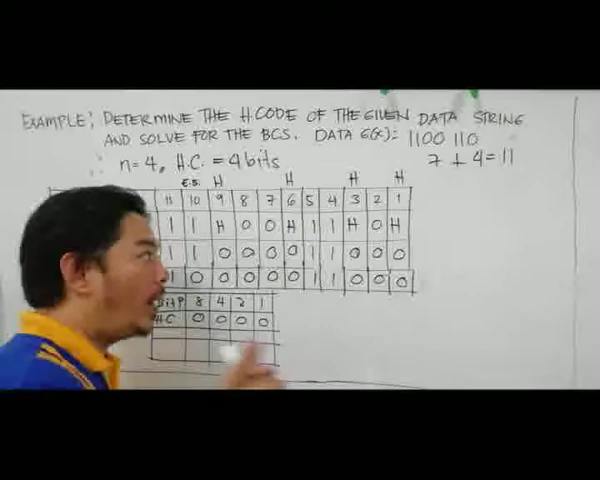 EXAMPLE: DETERMINE THE H.CODE OF THE GIVEN DATA STRING
AND SOLVE FOR THE BCS. DATA G(x): 1100 110
∴ n=4, H.C. = 4 bits 7 + 4 = 11
E.S. H H H H
11 10 9 8 7 6 5 4 3 2 1
1 1 H 0 0 H 1 1 H 0 H
1 1 0 0 0 0 1 1 0 0 0
1 0 0 0 0 0 1 1 0 0 0
BitP 8 4 2 1
HC 0 0 0 0